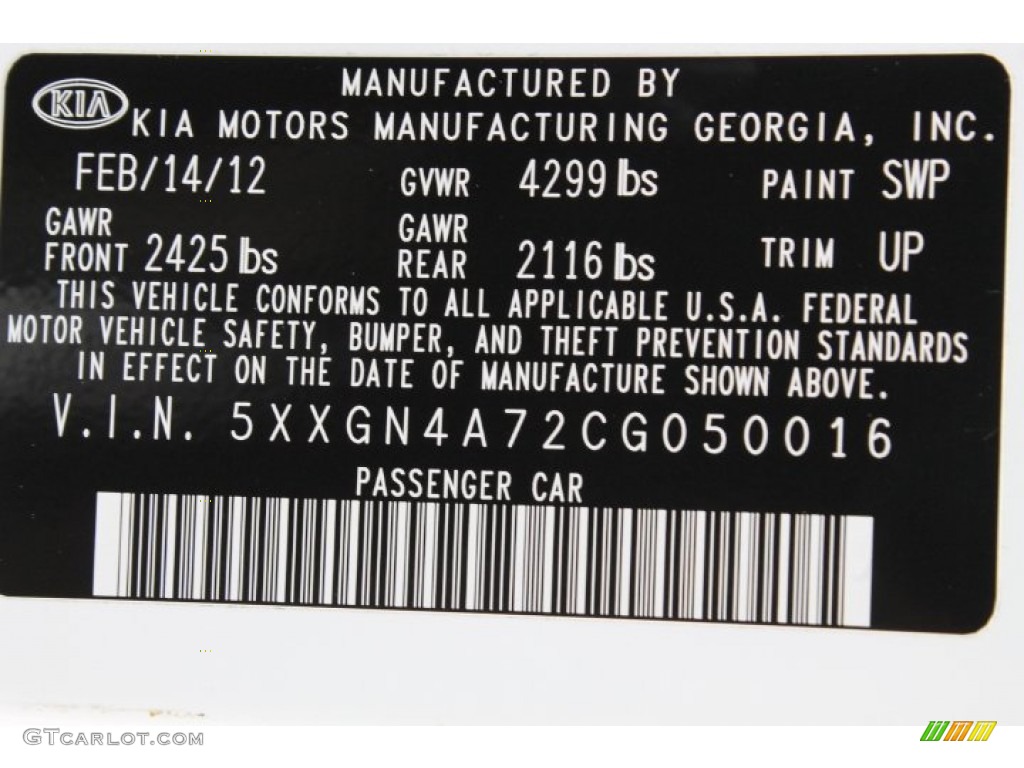 MANUFACTURED BY
KIA KIA MOTORS MANUFACTURING GEORGIA, INC.
FEB/14/12 GVWR 4299 lbs PAINT SWP
GAWR FRONT 2425 lbs GAWR REAR 2116 lbs TRIM UP
THIS VEHICLE CONFORMS TO ALL APPLICABLE U.S.A. FEDERAL
MOTOR VEHICLE SAFETY, BUMPER, AND THEFT PREVENTION STANDARDS
IN EFFECT ON THE DATE OF MANUFACTURE SHOWN ABOVE.
V.I.N. 5XXGN4A72CG050016
PASSENGER CAR
GTCARLOT.COM